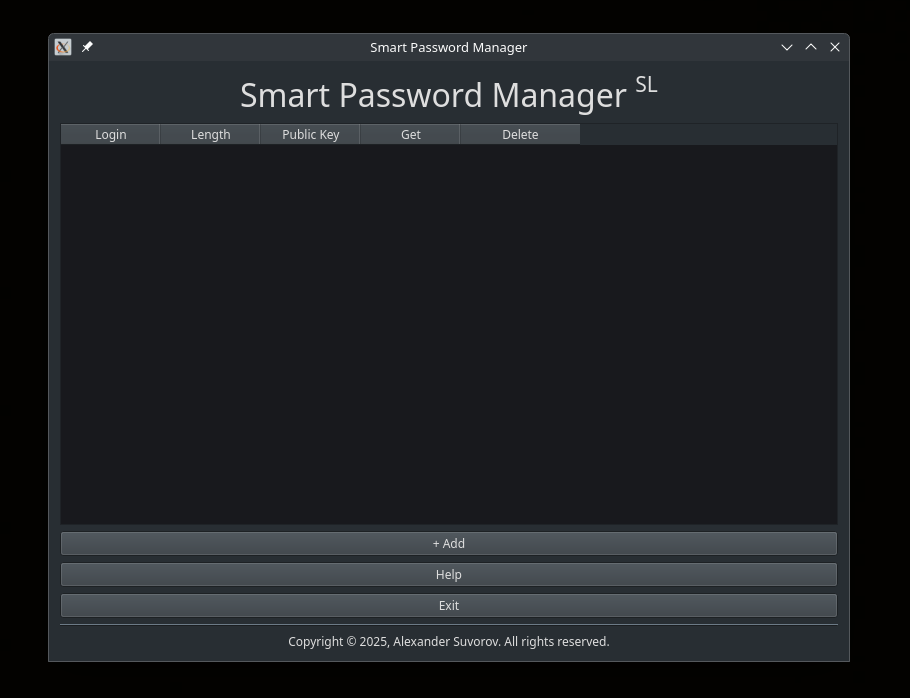 Smart Password Manager
Smart Password Manager SL
Login Length Public Key Get Delete
+ Add
Help
Exit
Copyright © 2025, Alexander Suvorov. All rights reserved.